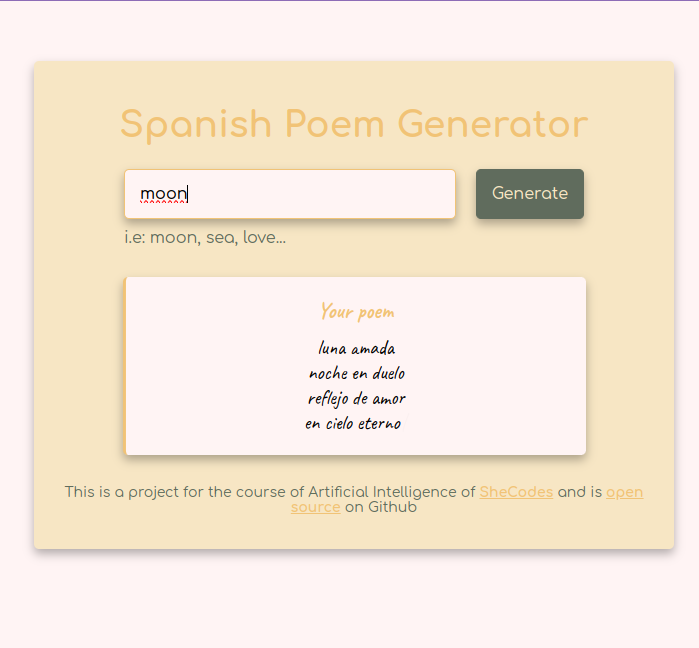 Spanish Poem Generator
moon
Generate
i.e: moon, sea, love...
Your poem
luna amada
noche en duelo
reflejo de amor
en cielo eterno
This is a project for the course of Artificial Intelligence of SheCodes and is open
source on Github